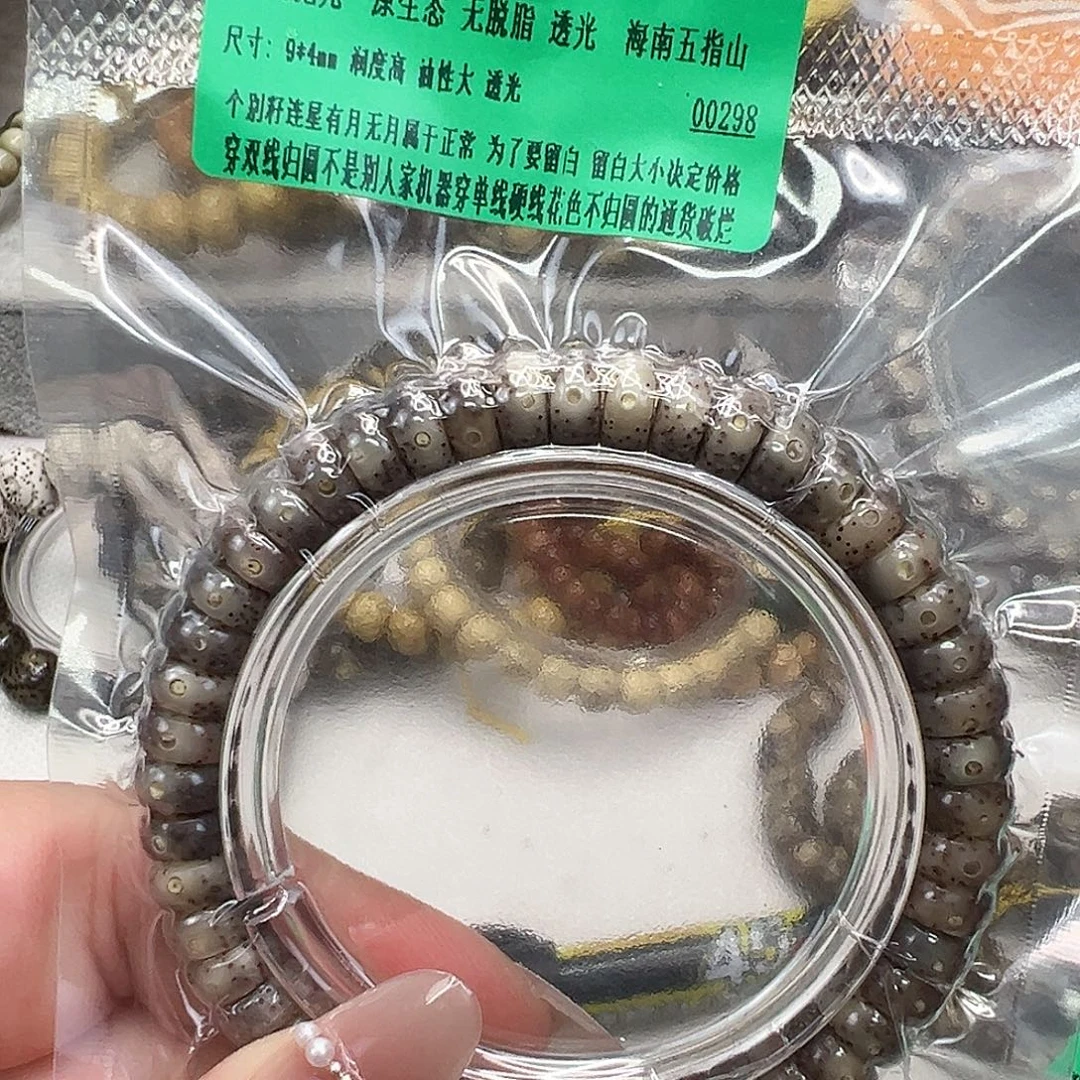 原生态 无脱脂 透光 海南五指山
尺寸: 9*4mm 润度高 油性大 透光
00298
个别籽连星有月无月属于正常 为了要留白 留白大小决定价格
穿双线归圆不是别人家机器穿单线硬线花色不归圆的通货破烂